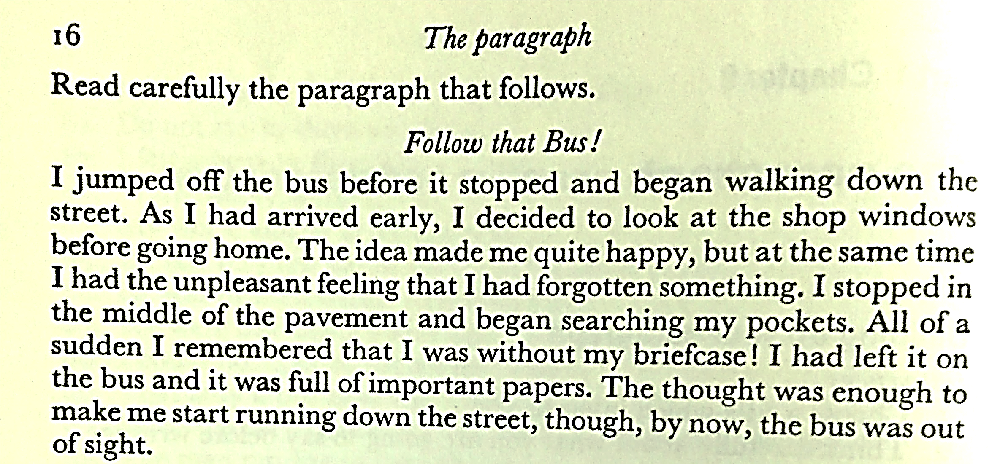 16
The paragraph
Read carefully the paragraph that follows.
Follow that Bus!
I jumped off the bus before it stopped and began walking down the
street. As I had arrived early, I decided to look at the shop windows
before going home. The idea made me quite happy, but at the same time
I had the unpleasant feeling that I had forgotten something. I stopped in
the middle of the pavement and began searching my pockets. All of a
sudden I remembered that I was without my briefcase! I had left it on
the bus and it was full of important papers. The thought was enough to
make me start running down the street, though, by now, the bus was out
of sight.